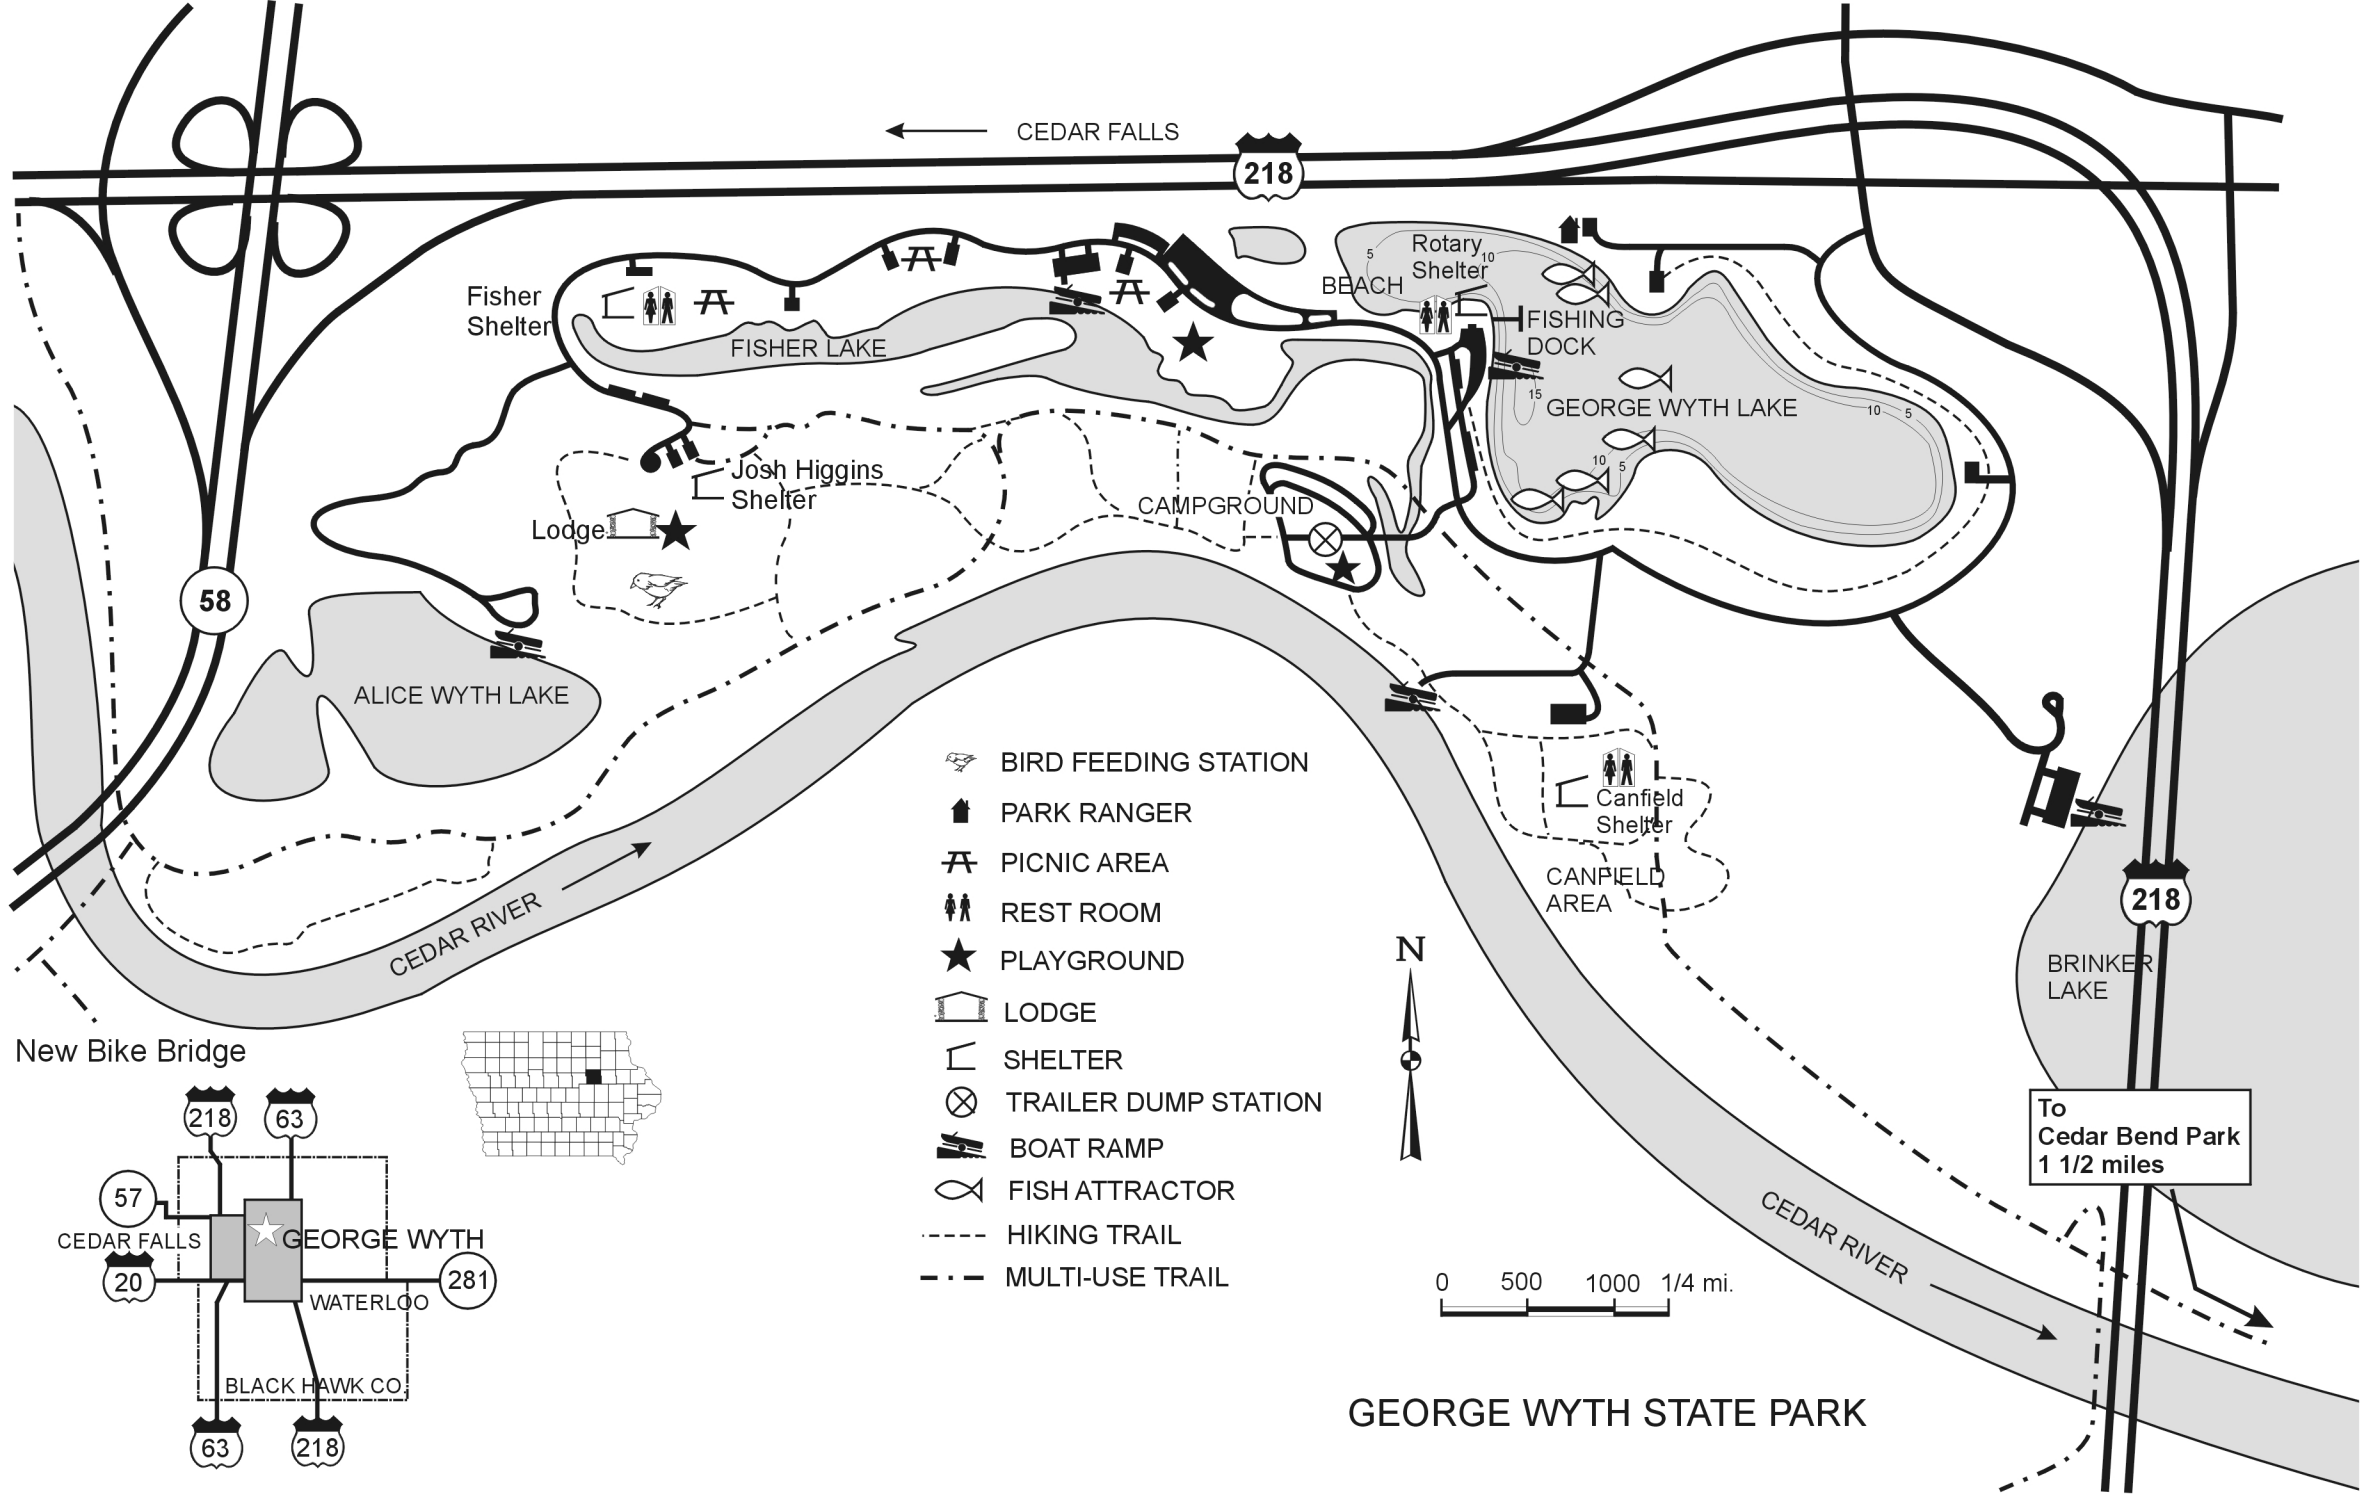 CEDAR FALLS
218
Rotary
Shelter
5
10
BEACH
Fisher
Shelter
FISHING
DOCK
FISHER LAKE
15
GEORGE WYTH LAKE
10
5
10
5
Josh Higgins
Shelter
CAMPGROUND
Lodge
58
ALICE WYTH LAKE
BIRD FEEDING STATION
PARK RANGER
PICNIC AREA
REST ROOM
PLAYGROUND
LODGE
SHELTER
TRAILER DUMP STATION
BOAT RAMP
FISH ATTRACTOR
HIKING TRAIL
MULTI-USE TRAIL
Canfield
Shelter
CANFIELD
AREA
218
CEDAR RIVER
N
BRINKER
LAKE
New Bike Bridge
To
Cedar Bend Park
1 1/2 miles
218
63
57
CEDAR FALLS
GEORGE WYTH
20
281
WATERLOO
BLACK HAWK CO.
63
218
CEDAR RIVER
0 500 1000 1/4 mi.
GEORGE WYTH STATE PARK